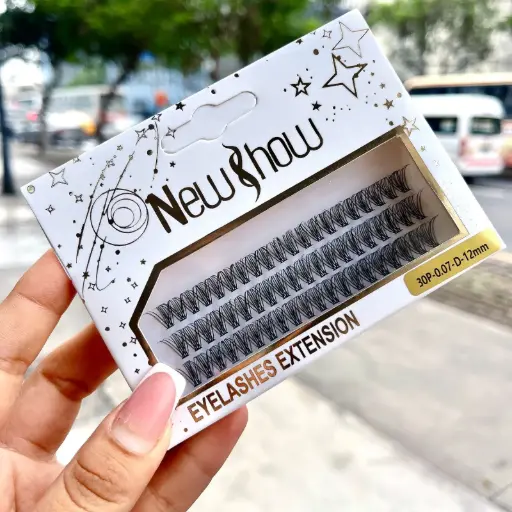 NewShow
30P-0.07-D-12mm
EYELASHES EXTENSION